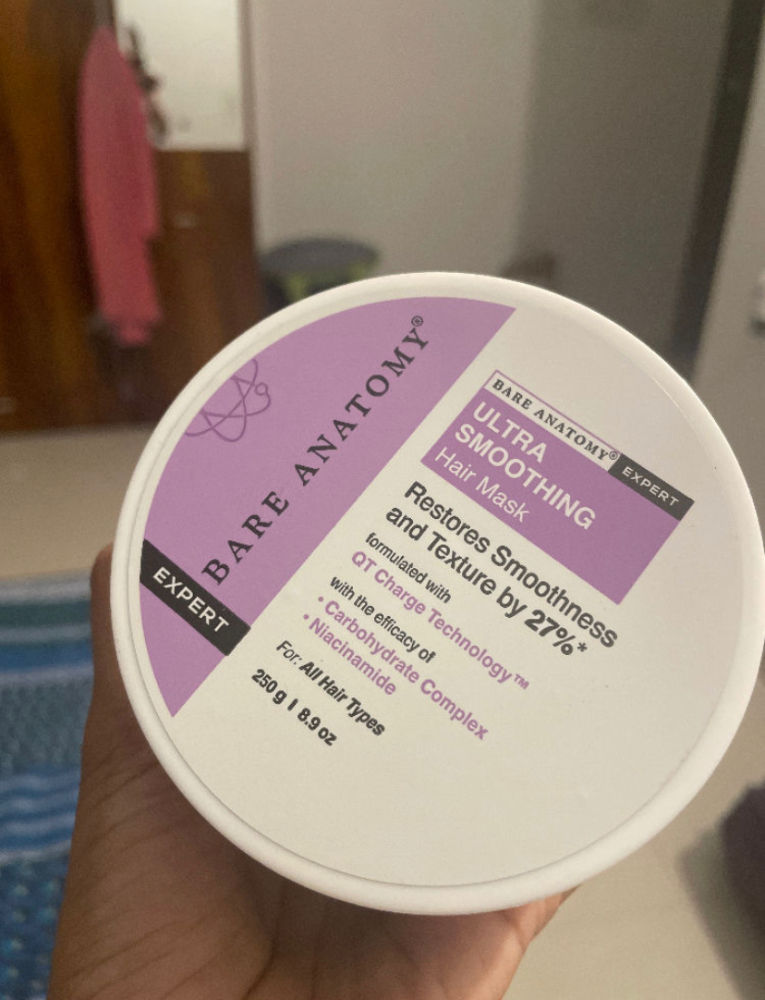 BARE ANATOMY®
EXPERT
BARE ANATOMY®
EXPERT
ULTRA
SMOOTHING
Hair Mask
Restores Smoothness
and Texture by 27%*
formulated with
QT Charge Technology™
with the efficacy of
• Carbohydrate Complex
• Niacinamide
For: All Hair Types
250 g | 8.9 oz